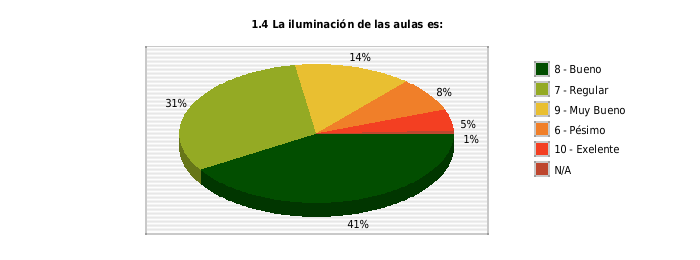 1.4 La iluminación de las aulas es:
14%
8%
31%
5%
1%
41%
8 - Bueno
7 - Regular
9 - Muy Bueno
6 - Pésimo
10 - Exelente
N/A